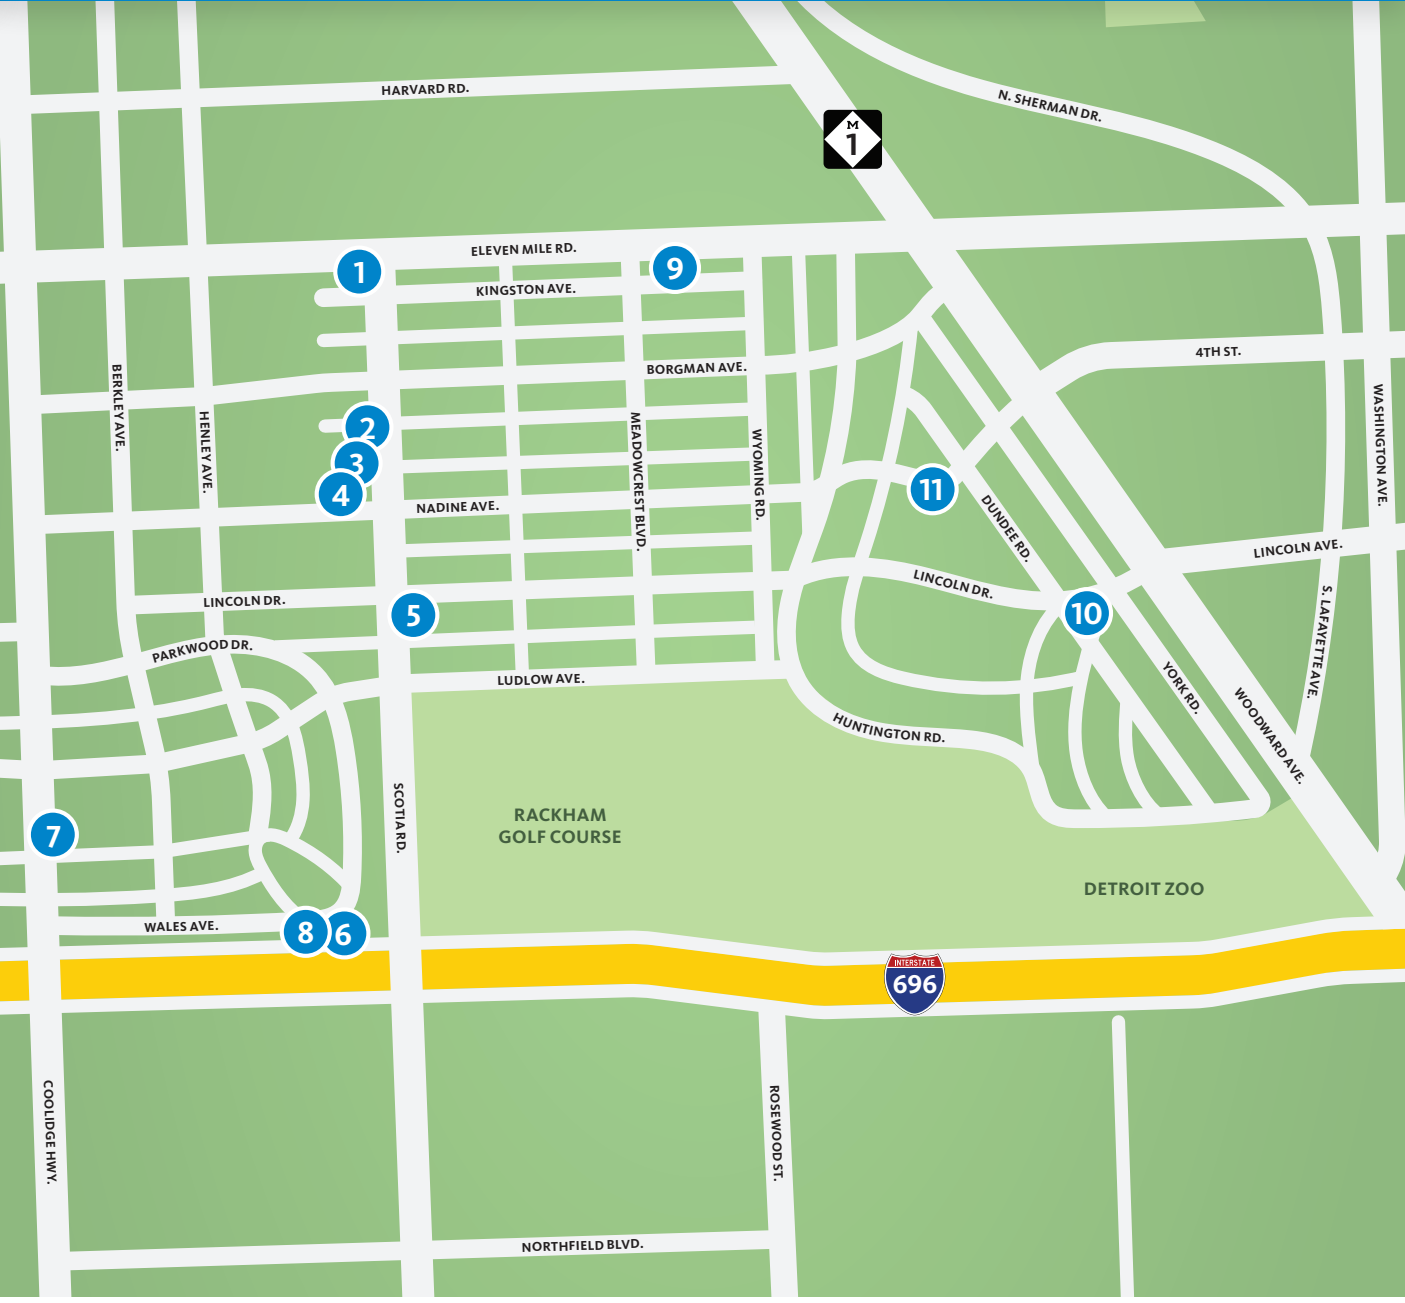 HARVARD RD.
N. SHERMAN DR.
M
1
ELEVEN MILE RD.
1
9
KINGSTON AVE.
4TH ST.
BORGMAN AVE.
BERKLEY AVE.
HENLEY AVE.
MEADOWCREST BLVD.
WYOMING RD.
WASHINGTON AVE.
2
3
4
11
NADINE AVE.
DUNDEE RD.
LINCOLN AVE.
LINCOLN DR.
LINCOLN DR.
5
10
S. LAFAYETTE AVE.
PARKWOOD DR.
LUDLOW AVE.
YORK RD.
WOODWARD AVE.
HUNTINGTON RD.
SCOTIA RD.
RACKHAM
GOLF COURSE
7
DETROIT ZOO
WALES AVE.
8
6
INTERSTATE
696
COOLIDGE HWY.
ROSEWOOD ST.
NORTHFIELD BLVD.